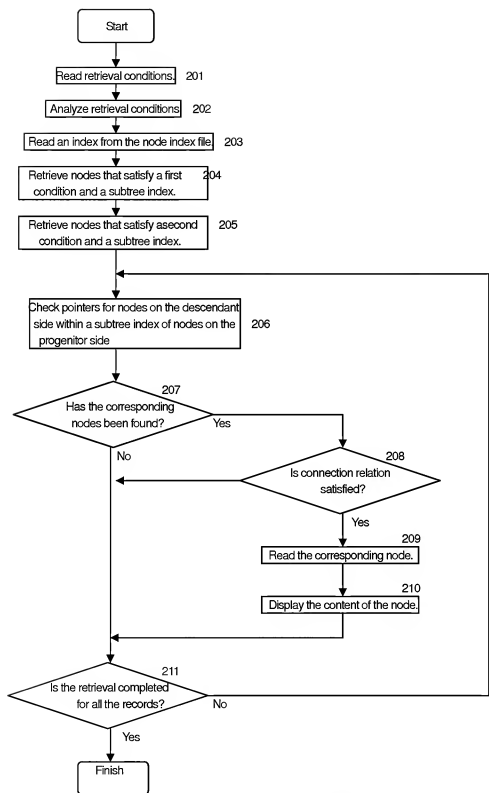 Start
Read retrieval conditions. 201
Analyze retrieval conditions 202
Read an index from the node index file. 203
Retrieve nodes that satisfy a first 204
condition and a subtree index.
Retrieve nodes that satisfy asecond 205
condition and a subtree index.
Check pointers for nodes on the descendant
side within a subtree index of nodes on the 206
progenitor side
207
Has the corresponding
nodes been found?
Yes
No
208
Is connection relation
satisfied?
Yes
209
Read the corresponding node.
210
Display the content of the node.
211
Is the retrieval completed
for all the records?
No
Yes
Finish